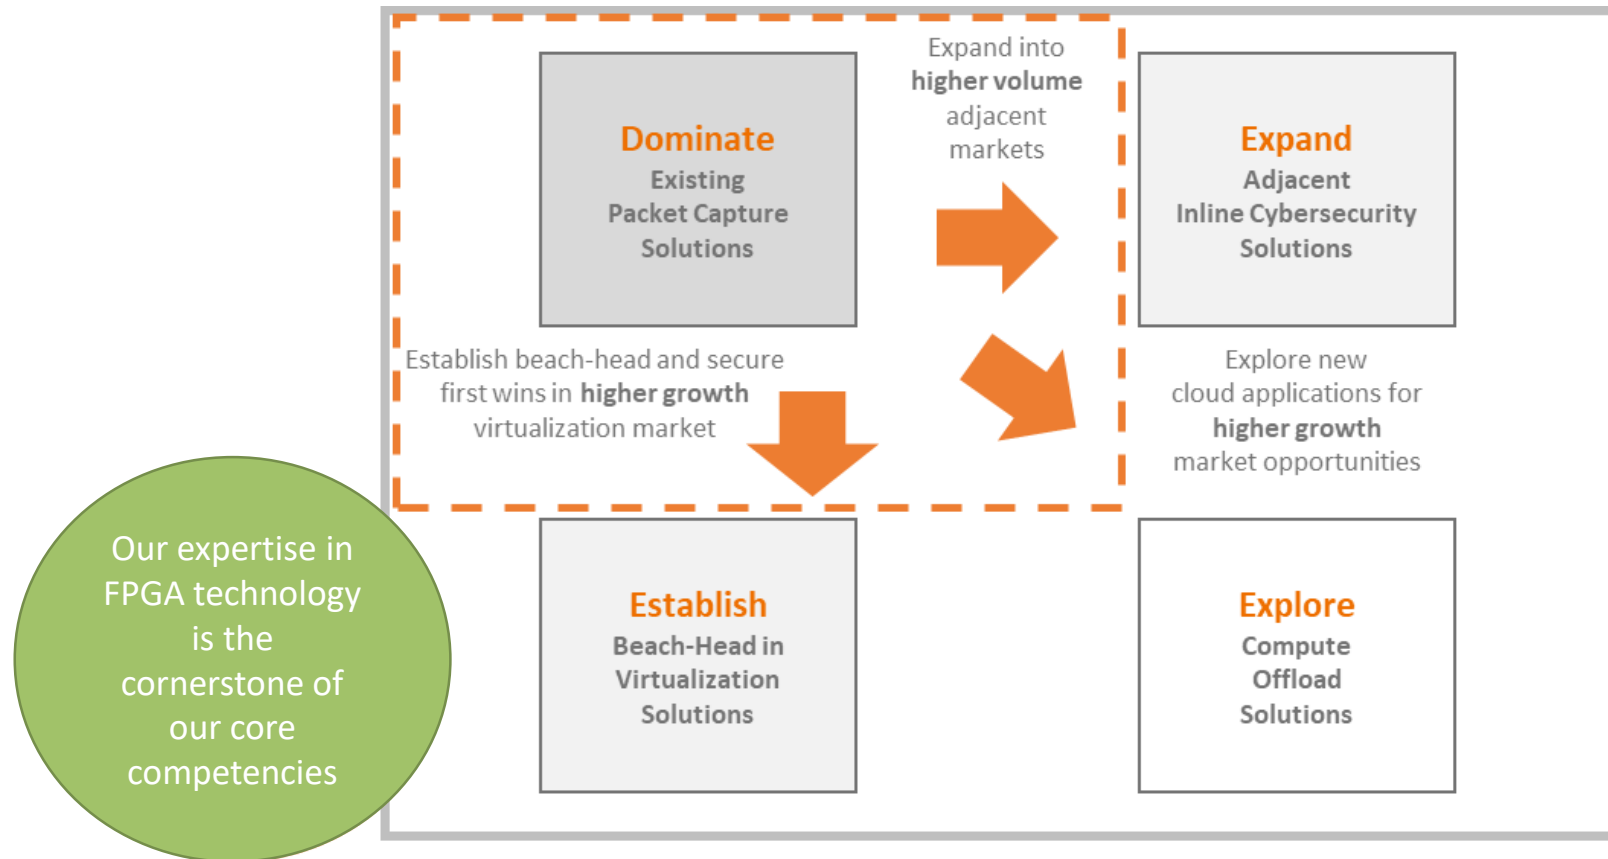 Dominate
Existing
Packet Capture
Solutions
Expand into
higher volume
adjacent
markets
Expand
Adjacent
Inline Cybersecurity
Solutions
Establish beach-head and secure
first wins in higher growth
virtualization market
Explore new
cloud applications for
higher growth
market opportunities
Our expertise in
FPGA technology
is the
cornerstone of
our core
competencies
Establish
Beach-Head in
Virtualization
Solutions
Explore
Compute
Offload
Solutions